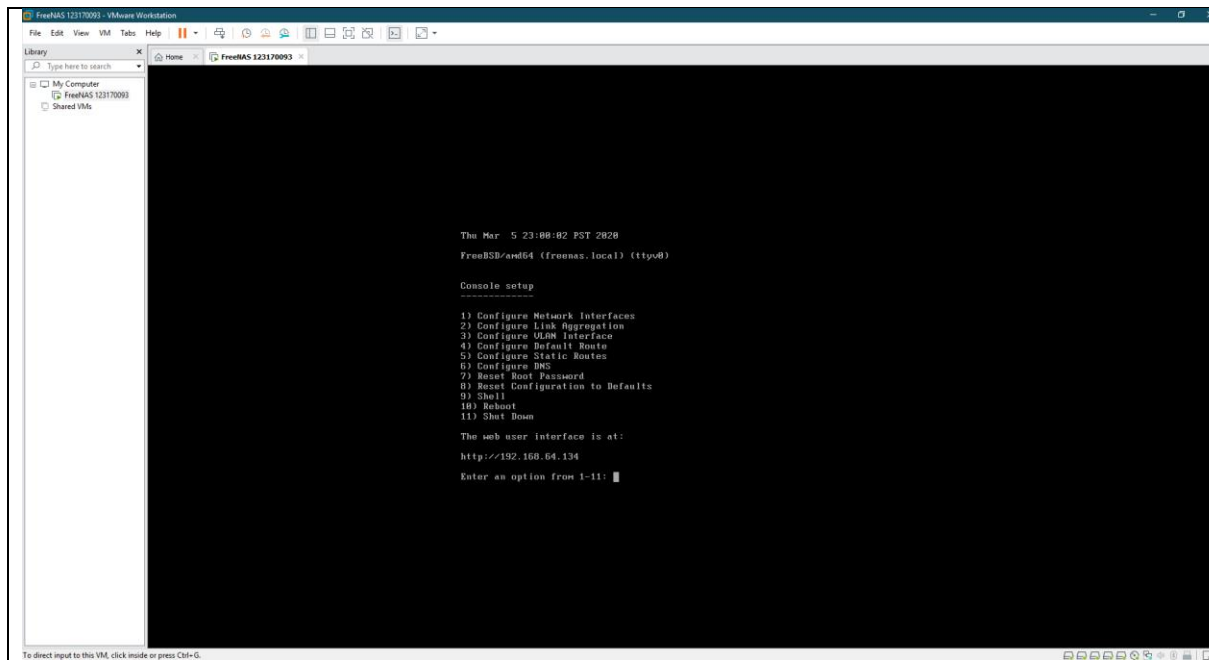 FreeNAS 123170093 - VMware Workstation
File Edit View VM Tabs Help
Library
Type here to search
Home
FreeNAS 123170093
My Computer
FreeNAS 123170093
Shared VMs
Thu Mar  5 23:00:02 PST 2020
FreeBSD/amd64 (freenas.local) (ttyv0)
Console setup
-------------
1) Configure Network Interfaces
2) Configure Link Aggregation
3) Configure VLAN Interface
4) Configure Default Route
5) Configure Static Routes
6) Configure DNS
7) Reset Root Password
8) Reset Configuration to Defaults
9) Shell
10) Reboot
11) Shut Down
The web user interface is at:
http://192.168.64.134
Enter an option from 1-11:
To direct input to this VM, click inside or press Ctrl+G.